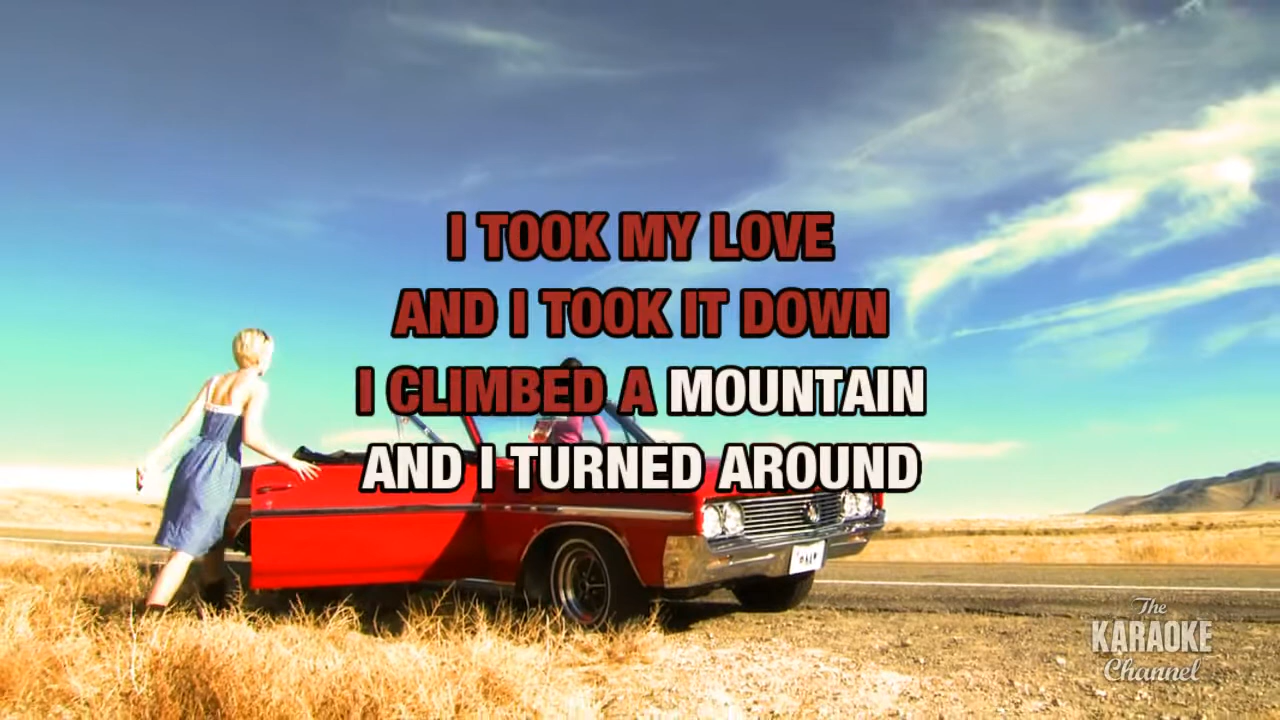 I TOOK MY LOVE
AND I TOOK IT DOWN
I CLIMBED A MOUNTAIN
AND I TURNED AROUND
The
KARAOKE
Channel